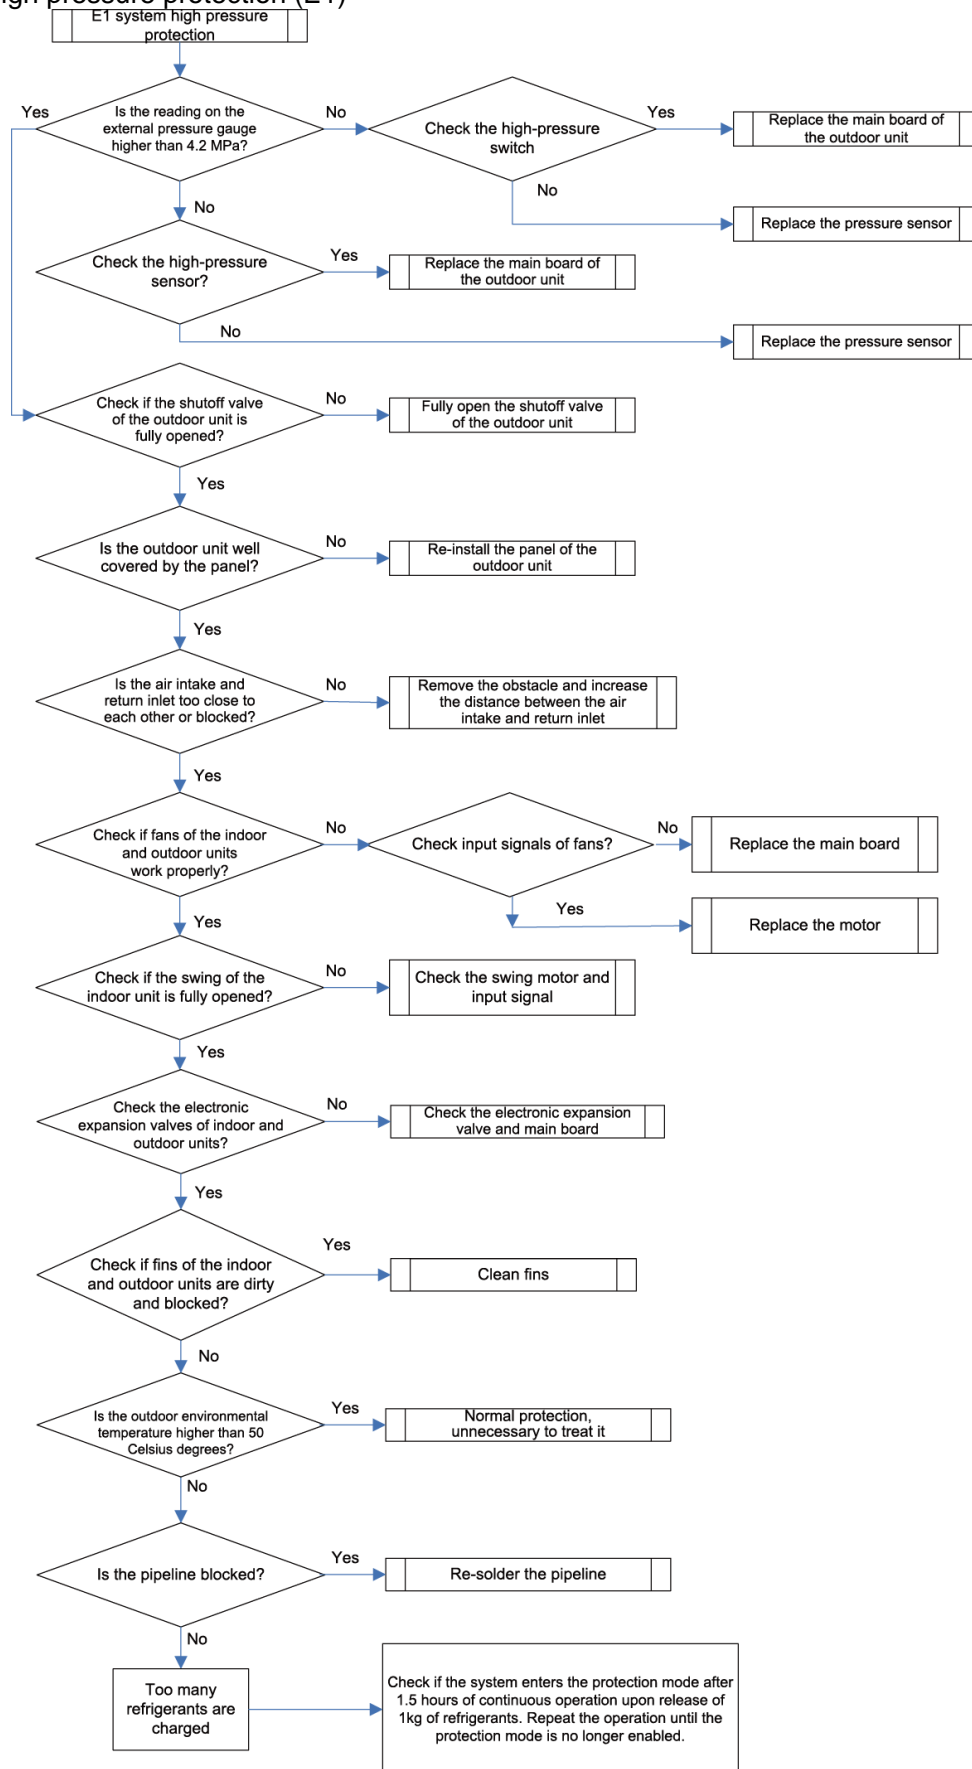 high pressure protection (E1)
E1 system high pressure
protection
Yes
Is the reading on the
external pressure gauge
higher than 4.2 MPa?
No
Check the high-pressure
switch
Yes
Replace the main board of
the outdoor unit
No
Replace the pressure sensor
No
Check the high-pressure
sensor?
Yes
Replace the main board of
the outdoor unit
No
Replace the pressure sensor
Check if the shutoff valve
of the outdoor unit is
fully opened?
No
Fully open the shutoff valve
of the outdoor unit
Yes
Is the outdoor unit well
covered by the panel?
No
Re-install the panel of the
outdoor unit
Yes
Is the air intake and
return inlet too close to
each other or blocked?
No
Remove the obstacle and increase
the distance between the air
intake and return inlet
Yes
Check if fans of the indoor
and outdoor units
work properly?
No
Check input signals of fans?
No
Replace the main board
Yes
Replace the motor
Yes
Check if the swing of the
indoor unit is fully opened?
No
Check the swing motor and
input signal
Yes
Check the electronic
expansion valves of indoor and
outdoor units?
No
Check the electronic expansion
valve and main board
Yes
Check if fins of the indoor
and outdoor units are dirty
and blocked?
Yes
Clean fins
No
Is the outdoor environmental
temperature higher than 50
Celsius degrees?
Yes
Normal protection,
unnecessary to treat it
No
Is the pipeline blocked?
Yes
Re-solder the pipeline
No
Too many
refrigerants are
charged
Check if the system enters the protection mode after
1.5 hours of continuous operation upon release of
1kg of refrigerants. Repeat the operation until the
protection mode is no longer enabled.